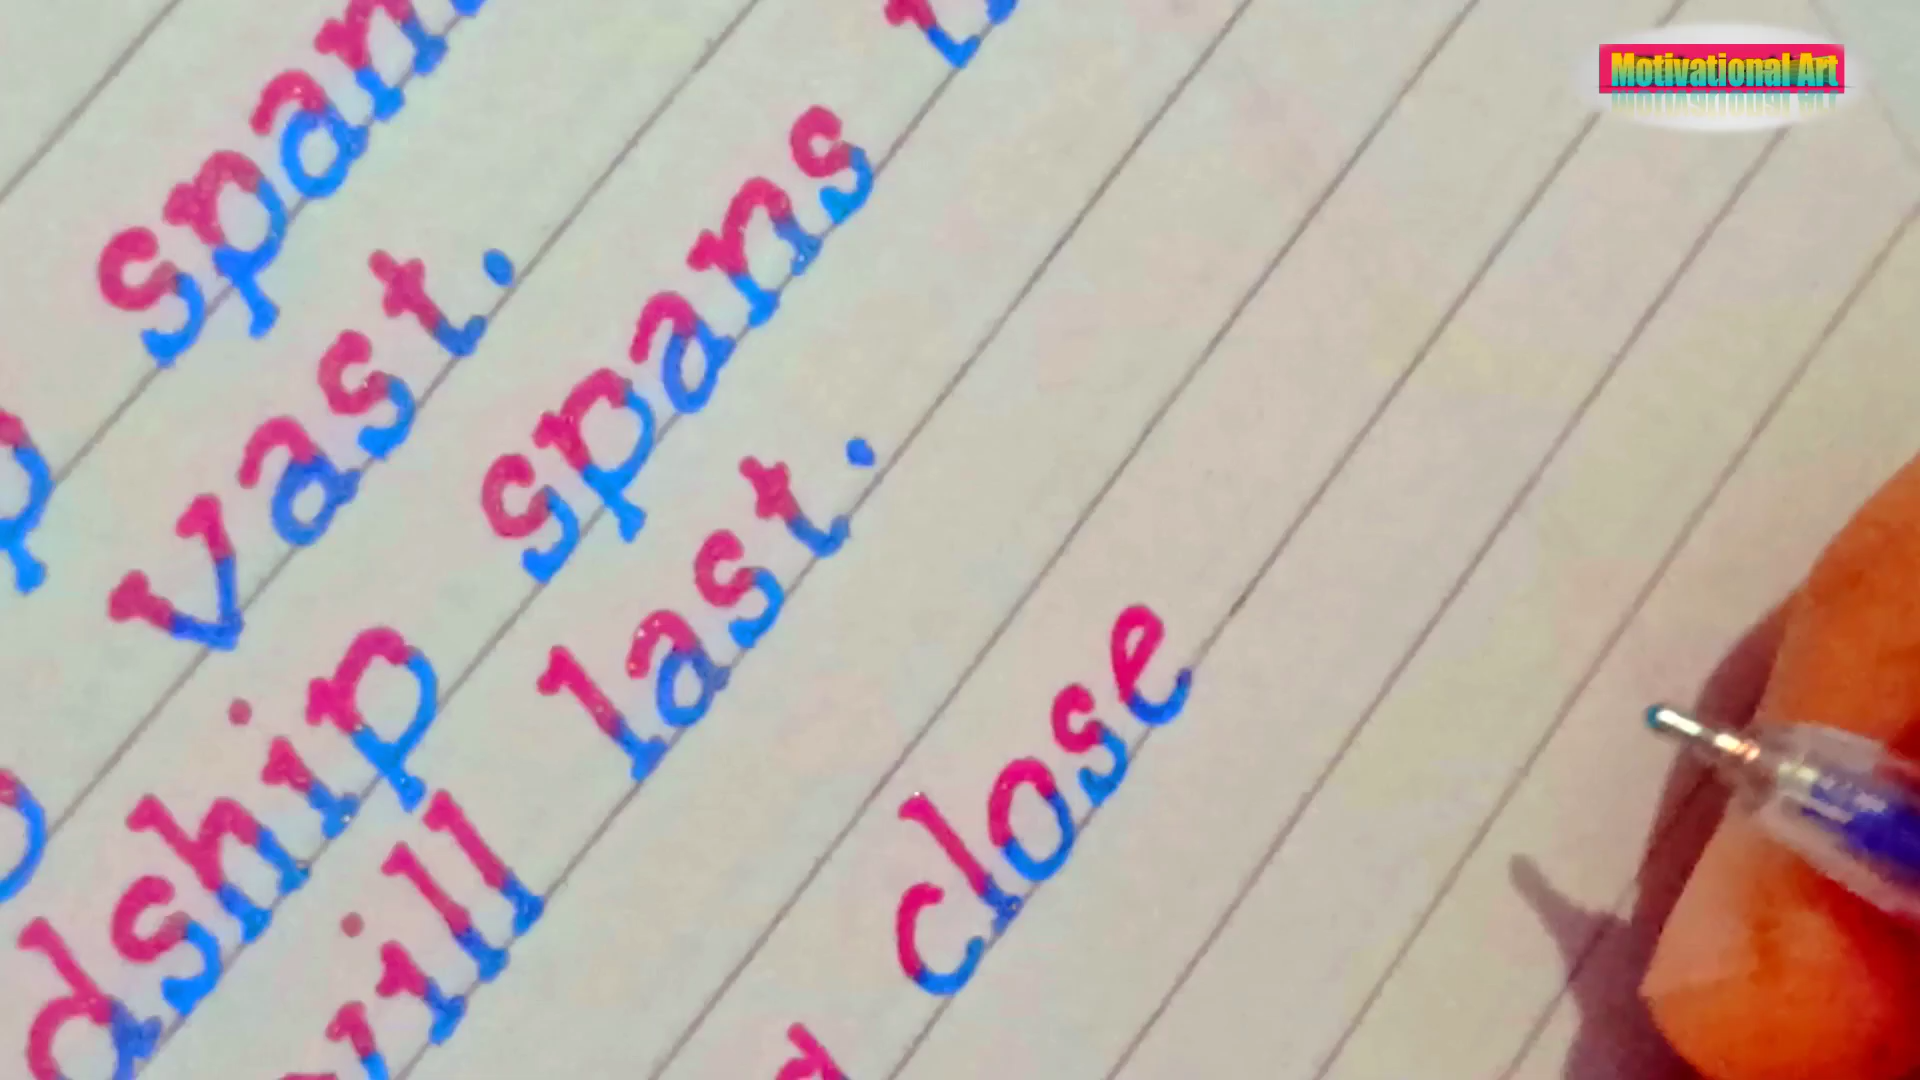 p span
vast.
dship spans
will last.
close
Motivational Art